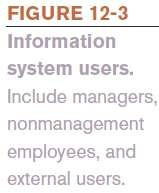 FIGURE 12-3
Information
system users.
Include managers,
nonmanagement
employees, and
external users.